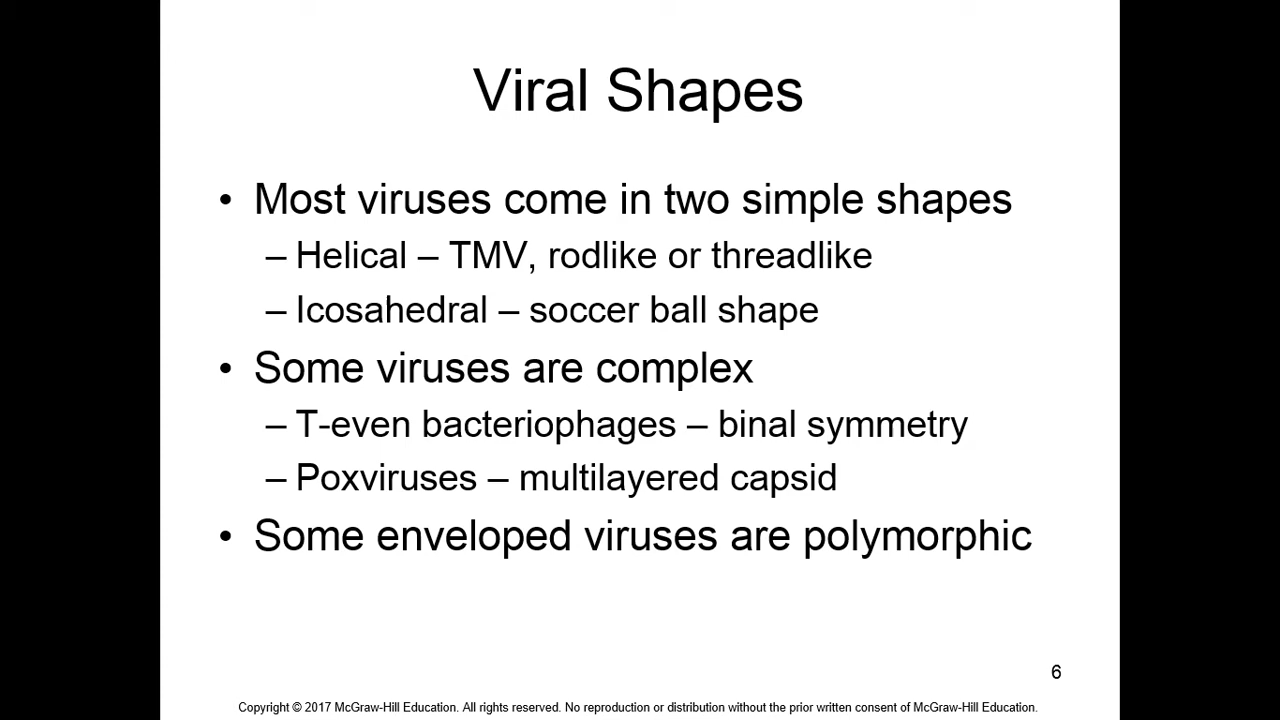 Viral Shapes
• Most viruses come in two simple shapes
– Helical – TMV, rodlike or threadlike
– Icosahedral – soccer ball shape
• Some viruses are complex
– T-even bacteriophages – binal symmetry
– Poxviruses – multilayered capsid
• Some enveloped viruses are polymorphic
6
Copyright © 2017 McGraw-Hill Education. All rights reserved. No reproduction or distribution without the prior written consent of McGraw-Hill Education.